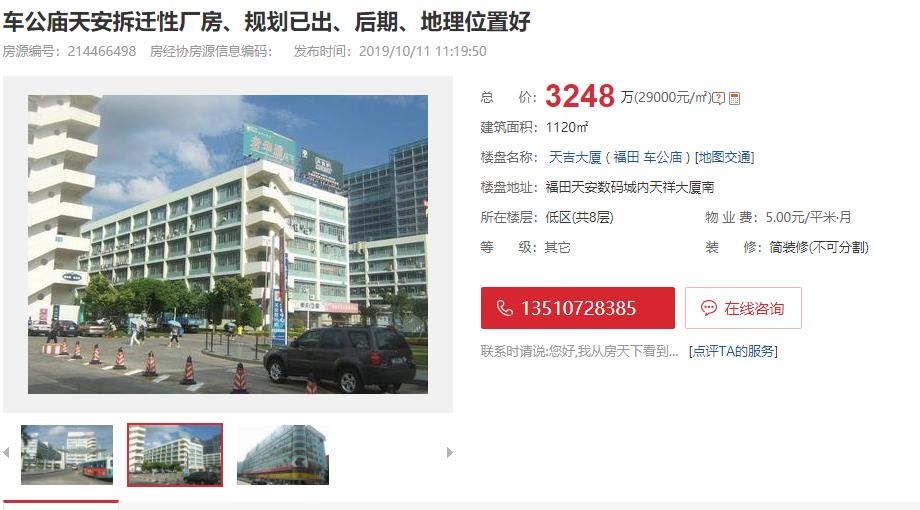 车公庙天安拆迁性厂房、规划已出、后期、地理位置好
房源编号：214466498 房经协房源信息编码： 发布时间：2019/10/11 11:19:50
总 价： 3248 万(29000元/㎡)
建筑面积： 1120㎡
楼盘名称： 天吉大厦 ( 福田 车公庙 ) [地图交通]
楼盘地址： 福田天安数码城内天祥大厦南
所在楼层： 低区(共8层) 物 业 费： 5.00元/平米·月
等 级： 其它 装 修： 简装修(不可分割)
13510728385 在线咨询
联系时请说:您好,我从房天下看到... [点评TA的服务]